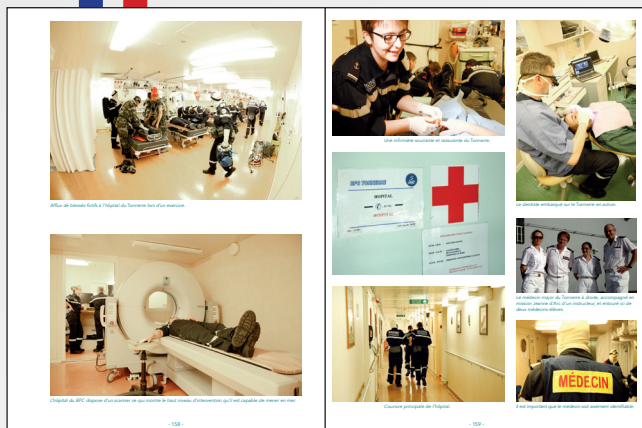 Afflux de blessés fictifs à l'hôpital du Tonnerre lors d'un exercice.
L'hôpital du BPC dispose d'un scanner ce qui montre le haut niveau d'intervention qu'il est capable de mener en mer.
- 158 -
Une infirmière souriante et rassurante du Tonnerre.
Le dentiste embarqué sur le Tonnerre en action.
BPC TONNERRE
HOPITAL
HOPITAL
Le médecin major du Tonnerre à droite, accompagné en
mission Jeanne d'Arc d'un instructeur, et entouré ici de
deux médecins élèves.
MÉDECIN
Coursive principale de l'hôpital.
Il est important que le médecin soit aisément identifiable.
- 159 -